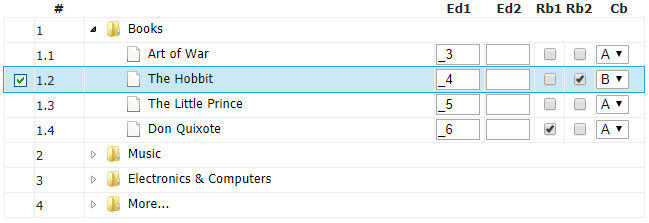 # Ed1 Ed2 Rb1 Rb2 Cb
1 Books
1.1 Art of War _3 A
1.2 The Hobbit _4 B
1.3 The Little Prince _5 A
1.4 Don Quixote _6 A
2 Music
3 Electronics & Computers
4 More...